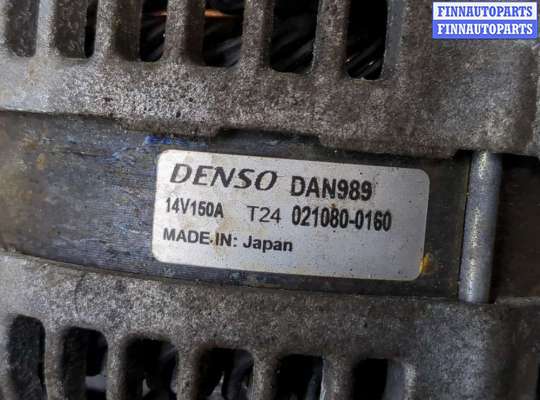 FINNAUTOPARTS
FINNAUTOPARTS
DENSO DAN989
14V150A T24 021080-0160
MADE-IN: Japan